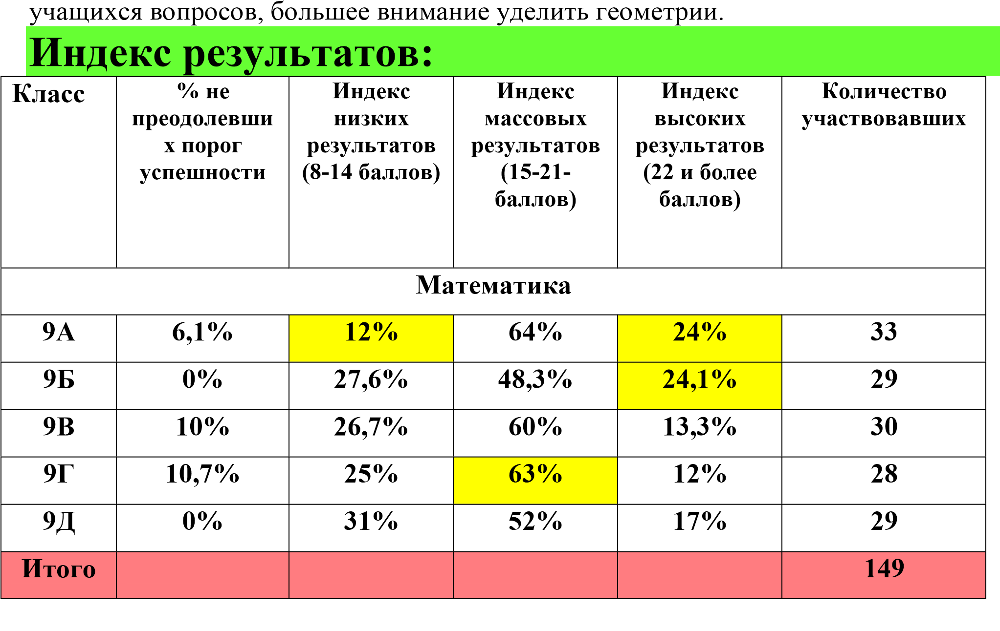 учащихся вопросов, большее внимание уделить геометрии.
Индекс результатов:
Класс
% не
преодолевши
х порог
успешности
Индекс
низких
результатов
(8-14 баллов)
Индекс
массовых
результатов
(15-21-
баллов)
Индекс
высоких
результатов
(22 и более
баллов)
Количество
участвовавших
Математика
9А 6,1% 12% 64% 24% 33
9Б 0% 27,6% 48,3% 24,1% 29
9В 10% 26,7% 60% 13,3% 30
9Г 10,7% 25% 63% 12% 28
9Д 0% 31% 52% 17% 29
Итого 149